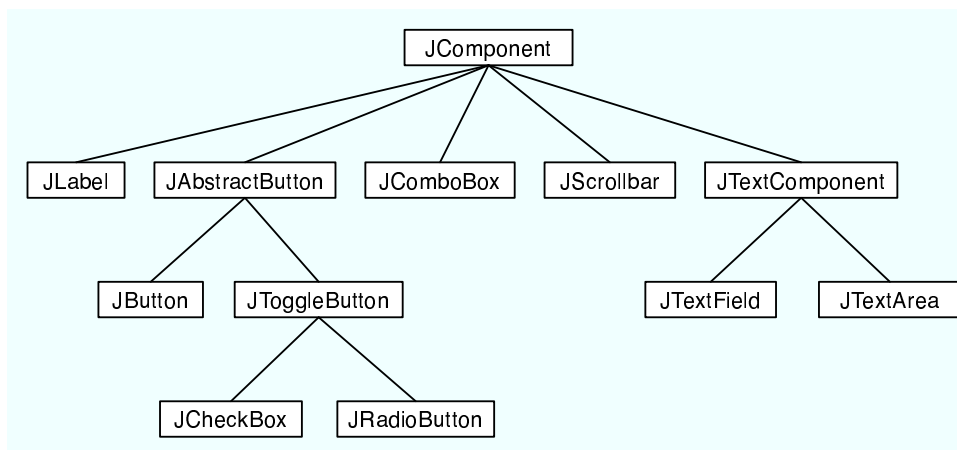 JComponent
JLabel
JAbstractButton
JComboBox
JScrollbar
JTextComponent
JButton
JToggleButton
JTextField
JTextArea
JCheckBox
JRadioButton